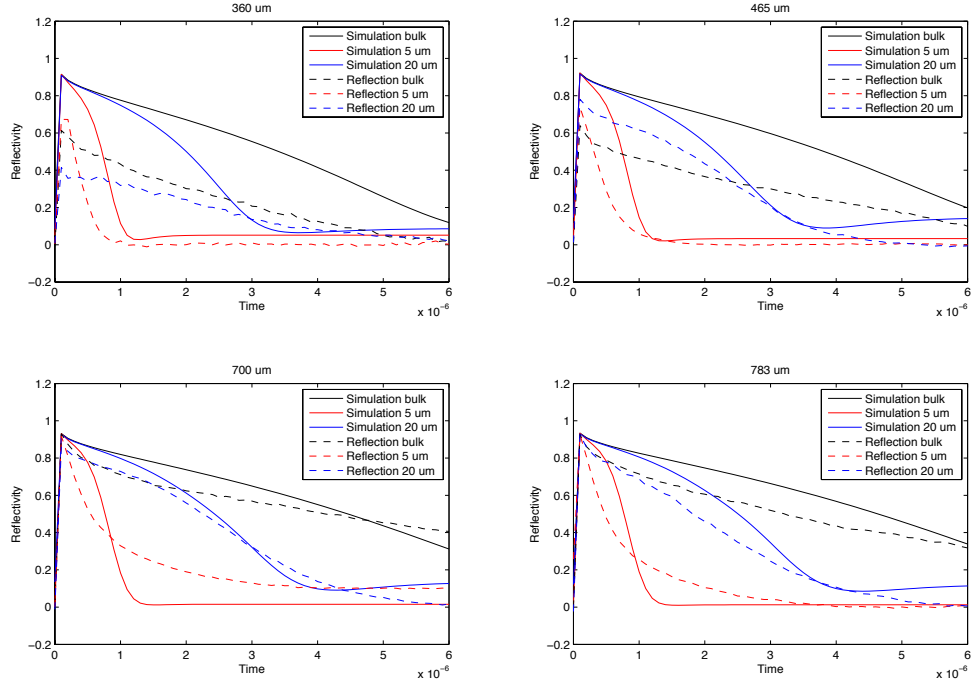 360 um
1.2
1
0.8
0.6
0.4
0.2
0
−0.2
Reflectivity
0 1 2 3 4 5 6
Time
x 10⁻⁶
Simulation bulk
Simulation 5 um
Simulation 20 um
Reflection bulk
Reflection 5 um
Reflection 20 um
465 um
1.2
1
0.8
0.6
0.4
0.2
0
−0.2
Reflectivity
0 1 2 3 4 5 6
Time
x 10⁻⁶
Simulation bulk
Simulation 5 um
Simulation 20 um
Reflection bulk
Reflection 5 um
Reflection 20 um
700 um
1.2
1
0.8
0.6
0.4
0.2
0
−0.2
Reflectivity
0 1 2 3 4 5 6
Time
x 10⁻⁶
Simulation bulk
Simulation 5 um
Simulation 20 um
Reflection bulk
Reflection 5 um
Reflection 20 um
783 um
1.2
1
0.8
0.6
0.4
0.2
0
−0.2
Reflectivity
0 1 2 3 4 5 6
Time
x 10⁻⁶
Simulation bulk
Simulation 5 um
Simulation 20 um
Reflection bulk
Reflection 5 um
Reflection 20 um